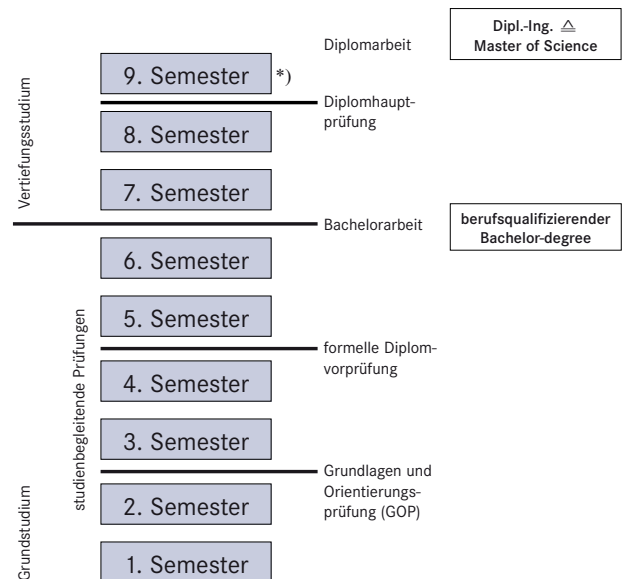 Diplomarbeit
Dipl.-Ing. ≙
Master of Science
9. Semester *)
Diplomhaupt-
prüfung
8. Semester
Vertiefungsstudium
7. Semester
Bachelorarbeit
berufsqualifizierender
Bachelor-degree
6. Semester
5. Semester
studienbegleitende Prüfungen
formelle Diplom-
vorprüfung
4. Semester
3. Semester
Grundlagen und
Orientierungs-
prüfung (GOP)
2. Semester
Grundstudium
1. Semester